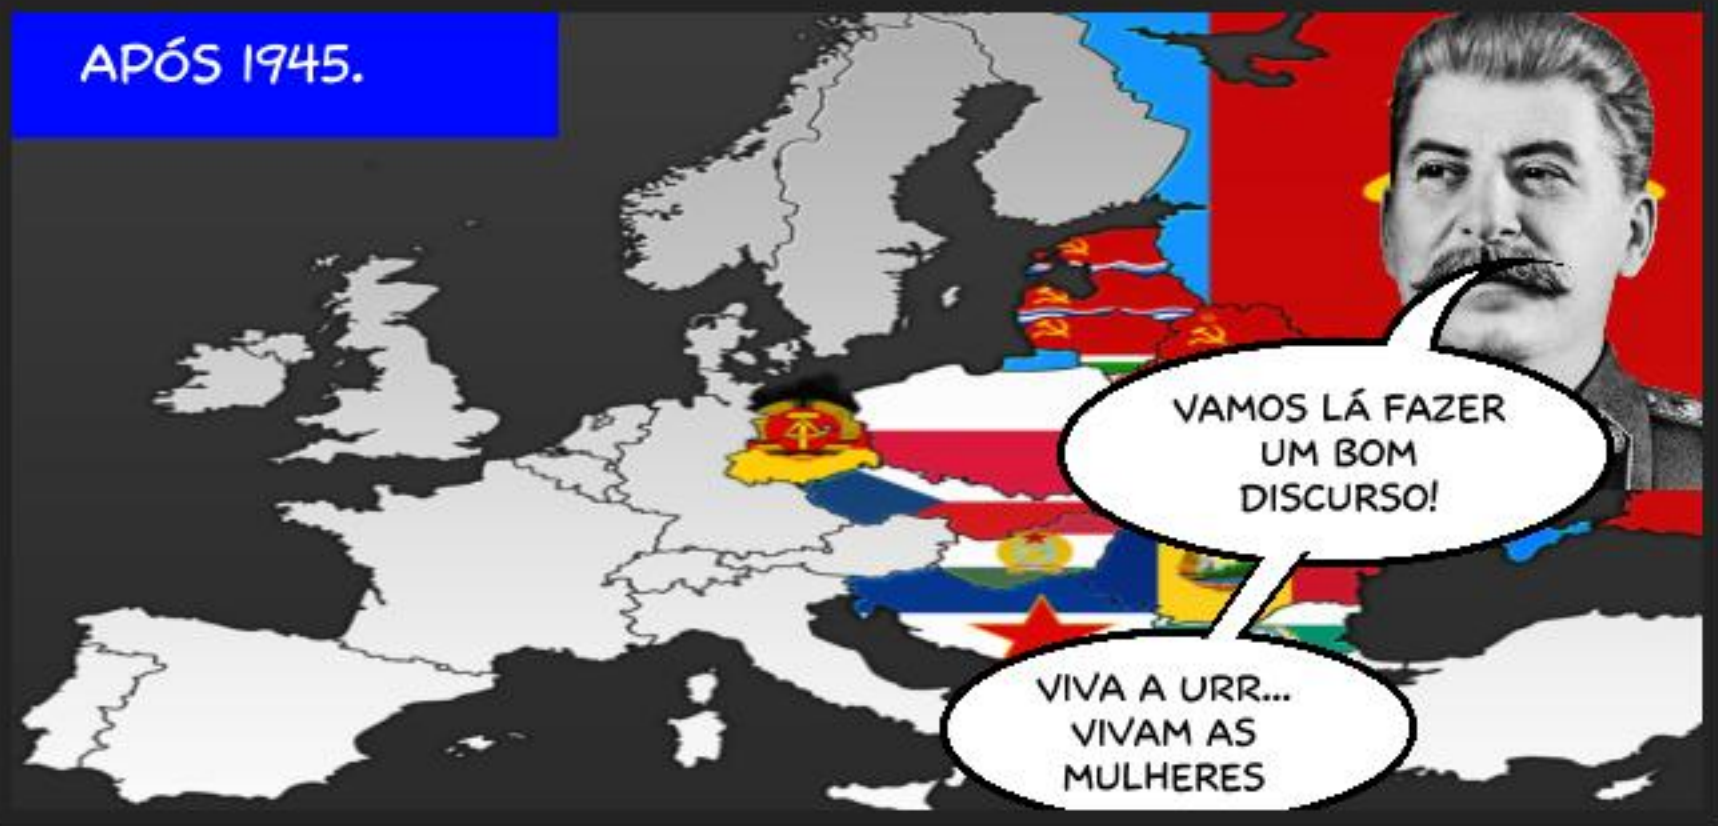 APÓS 1945.
VAMOS LÁ FAZER
UM BOM
DISCURSO!
VIVA A URR...
VIVAM AS
MULHERES